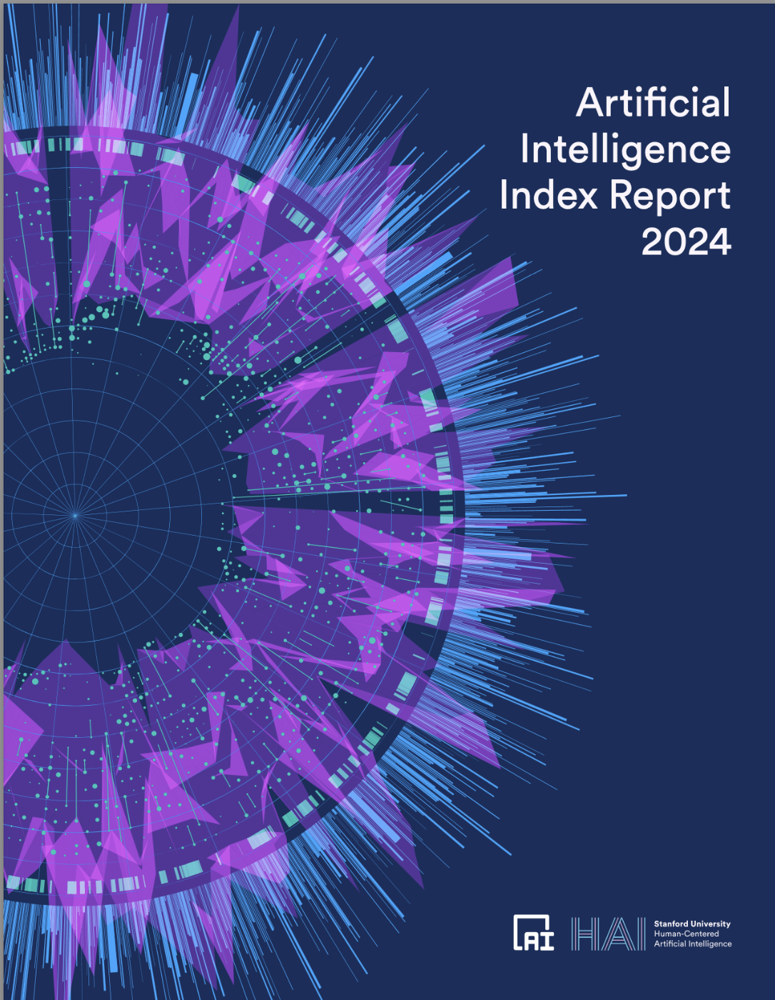 Artificial
Intelligence
Index Report
2024
AI
HAI
Stanford University
Human-Centered
Artificial Intelligence